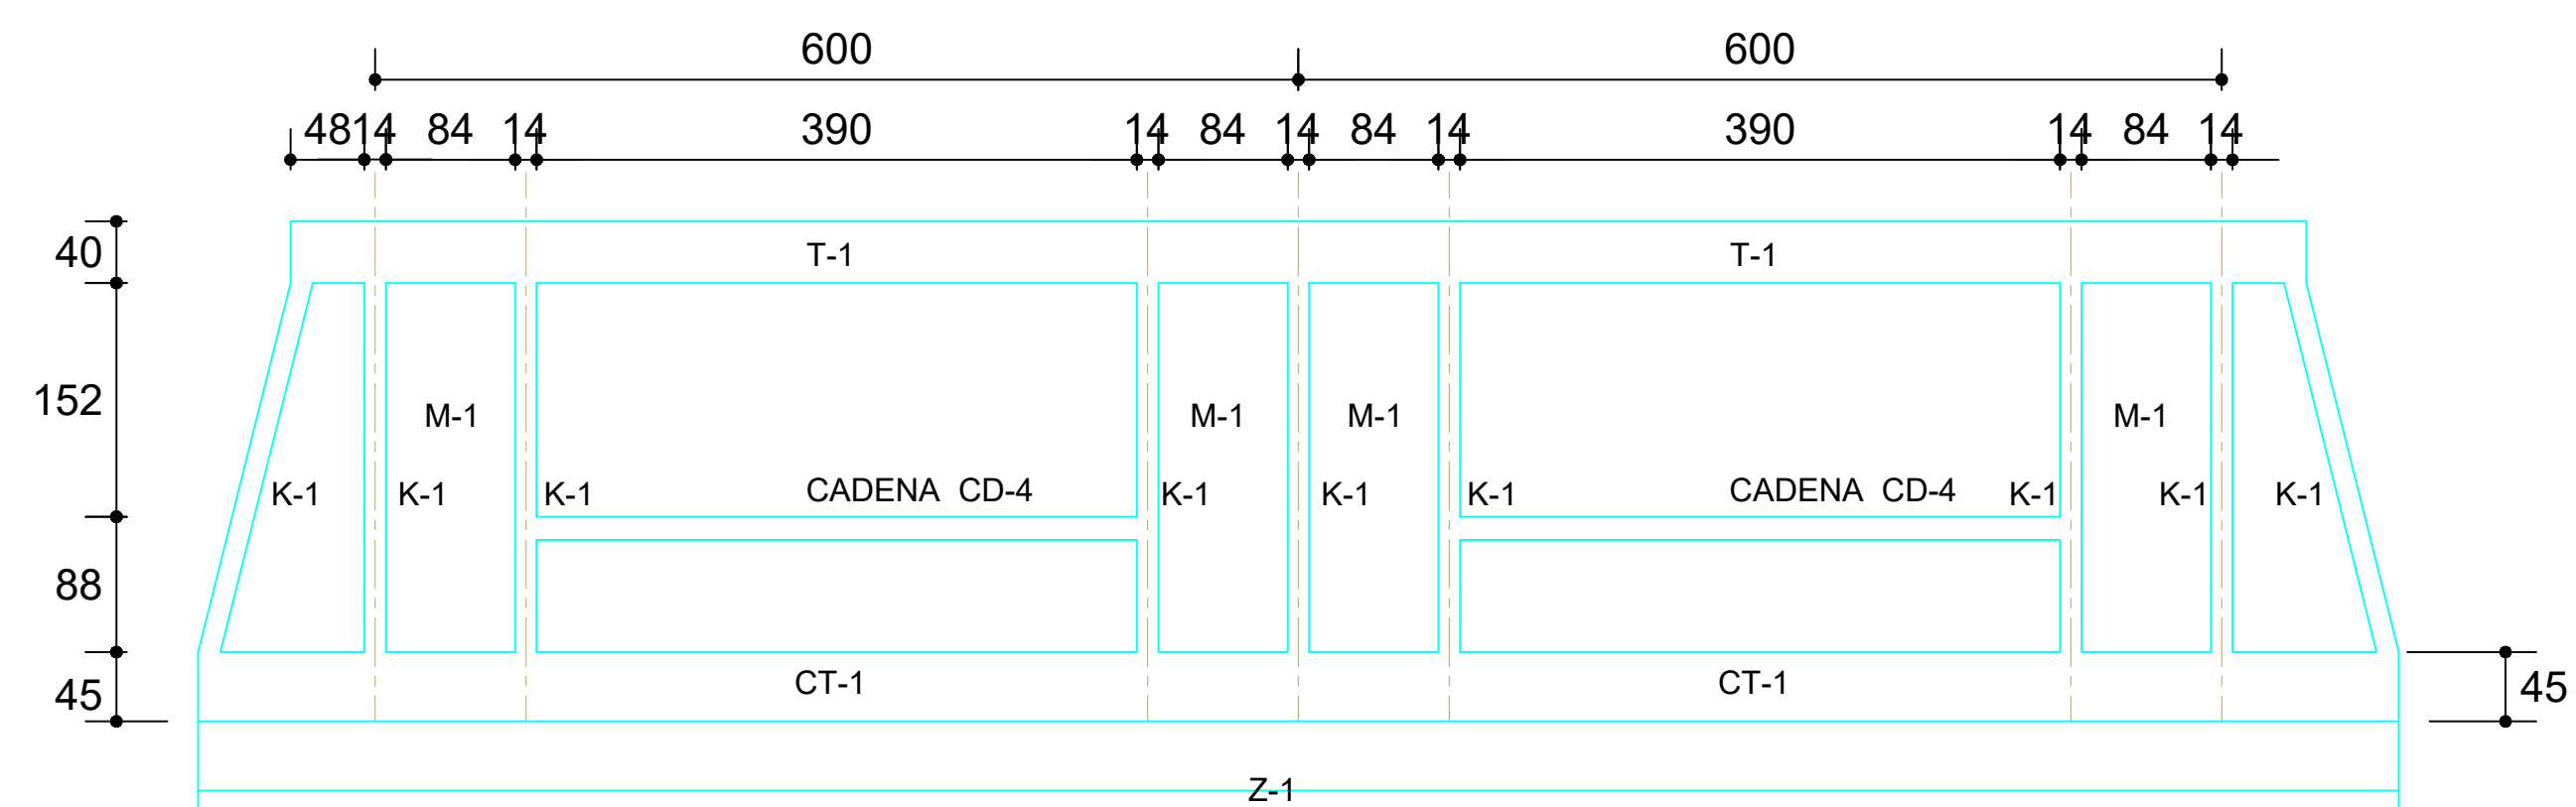 600 600
48 14 84 14 390 14 84 14 84 14 390 14 84 14
40 T-1 T-1
152 M-1 M-1 M-1 M-1
K-1 K-1 K-1 CADENA CD-4 K-1 K-1 K-1 CADENA CD-4 K-1 K-1 K-1
88
45 CT-1 CT-1 45
Z-1